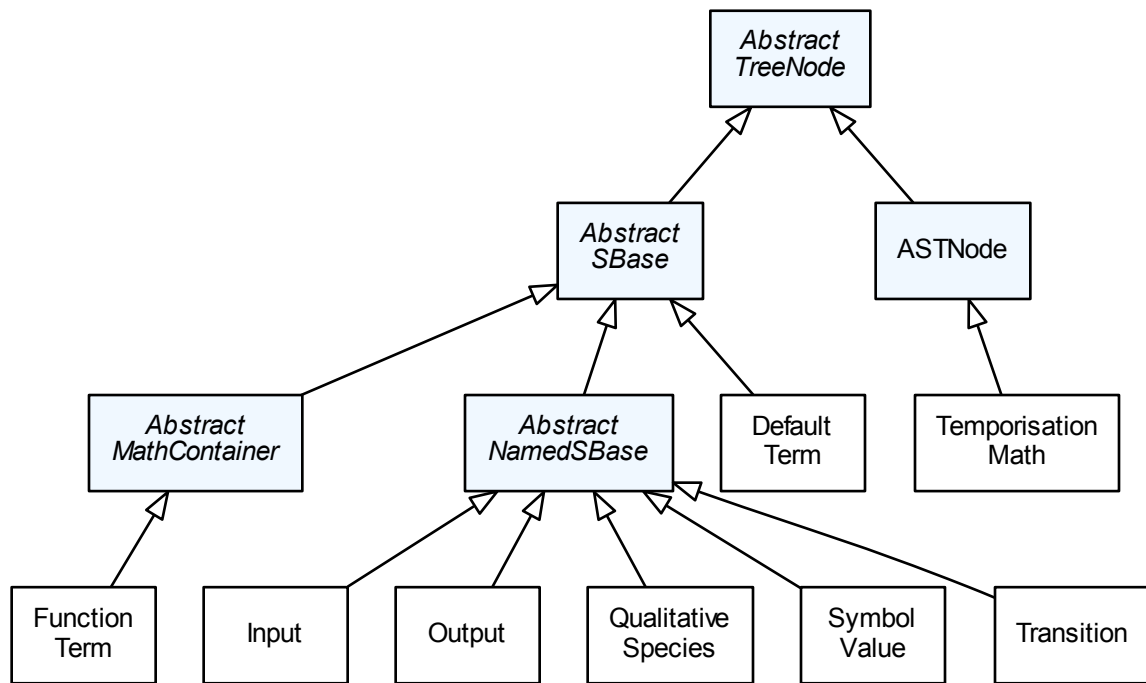 Abstract
TreeNode
Abstract
SBase
ASTNode
Abstract
MathContainer
Abstract
NamedSBase
Default
Term
Temporisation
Math
Function
Term
Input
Output
Qualitative
Species
Symbol
Value
Transition